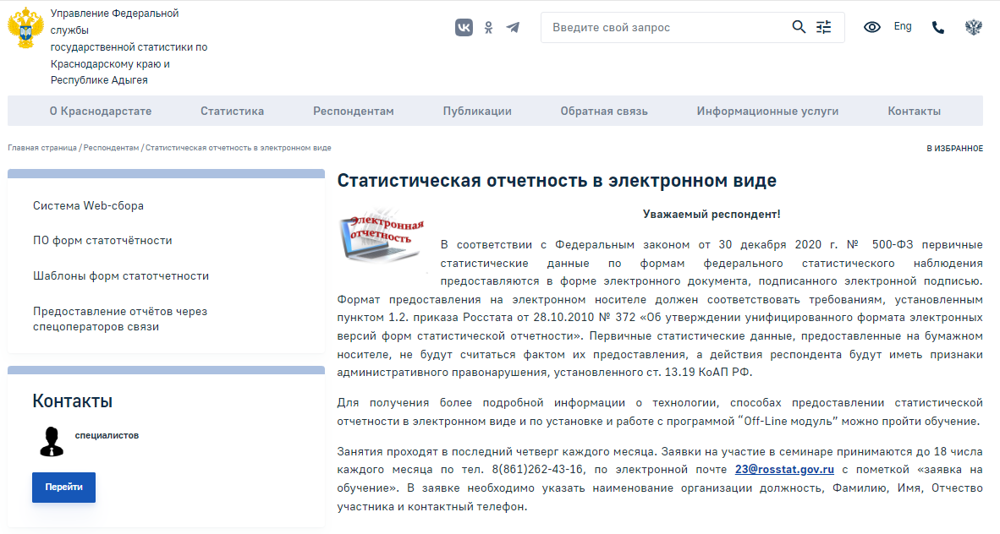 Управление Федеральной
службы
государственной статистики по
Краснодарскому краю и
Республике Адыгея
Введите свой запрос
Eng
О Краснодарстате
Статистика
Респондентам
Публикации
Обратная связь
Информационные услуги
Контакты
Главная страница / Респондентам / Статистическая отчетность в электронном виде
В ИЗБРАННОЕ
Система Web-сбора
ПО форм статотчётности
Шаблоны форм статотчетности
Предоставление отчётов через
спецоператоров связи
Контакты
специалистов
Перейти
Статистическая отчетность в электронном виде
Электронная
отчетность
Уважаемый респондент!
В соответствии с Федеральным законом от 30 декабря 2020 г. № 500-ФЗ первичные
статистические данные по формам федерального статистического наблюдения
предоставляются в форме электронного документа, подписанного электронной подписью.
Формат предоставления на электронном носителе должен соответствовать требованиям, установленным
пунктом 1.2. приказа Росстата от 28.10.2010 № 372 «Об утверждении унифицированного формата электронных
версий форм статистической отчетности». Первичные статистические данные, предоставленные на бумажном
носителе, не будут считаться фактом их предоставления, а действия респондента будут иметь признаки
административного правонарушения, установленного ст. 13.19 КоАП РФ.
Для получения более подробной информации о технологии, способах предоставлении статистической
отчетности в электронном виде и по установке и работе с программой “Off-Line модуль” можно пройти обучение.
Занятия проходят в последний четверг каждого месяца. Заявки на участие в семинаре принимаются до 18 числа
каждого месяца по тел. 8(861)262-43-16, по электронной почте 23@rosstat.gov.ru с пометкой «заявка на
обучение». В заявке необходимо указать наименование организации должность, Фамилию, Имя, Отчество
участника и контактный телефон.